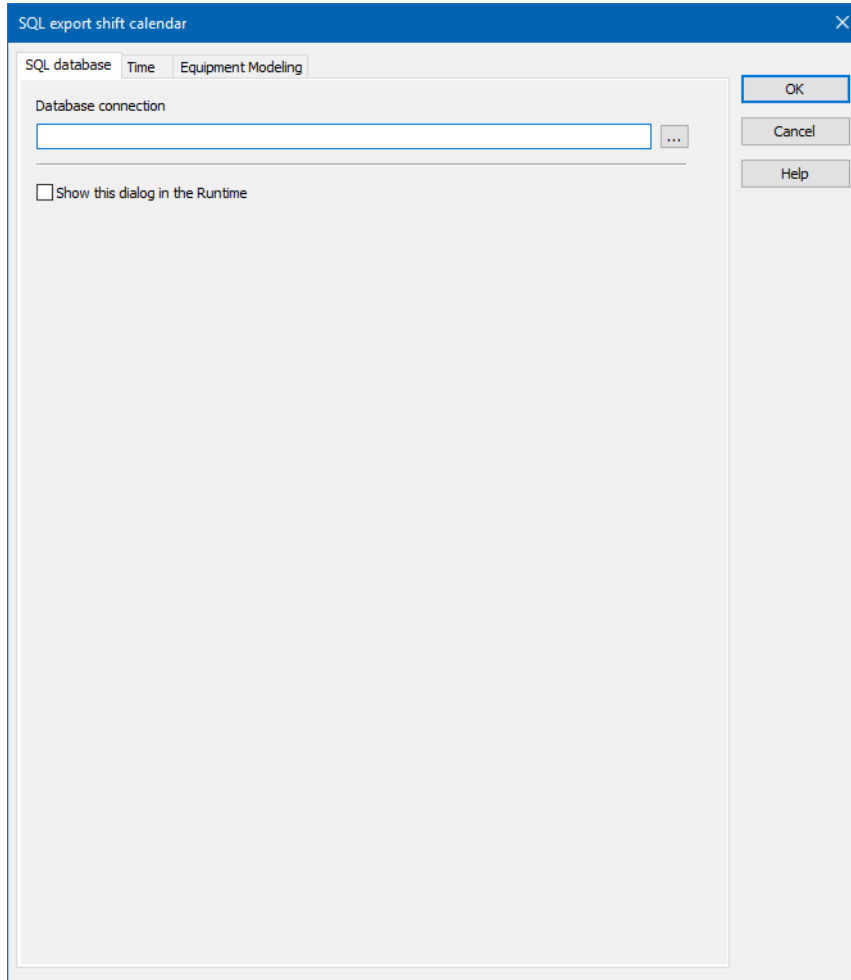 SQL export shift calendar
SQL database Time Equipment Modeling
OK
Database connection
...
Cancel
Help
Show this dialog in the Runtime